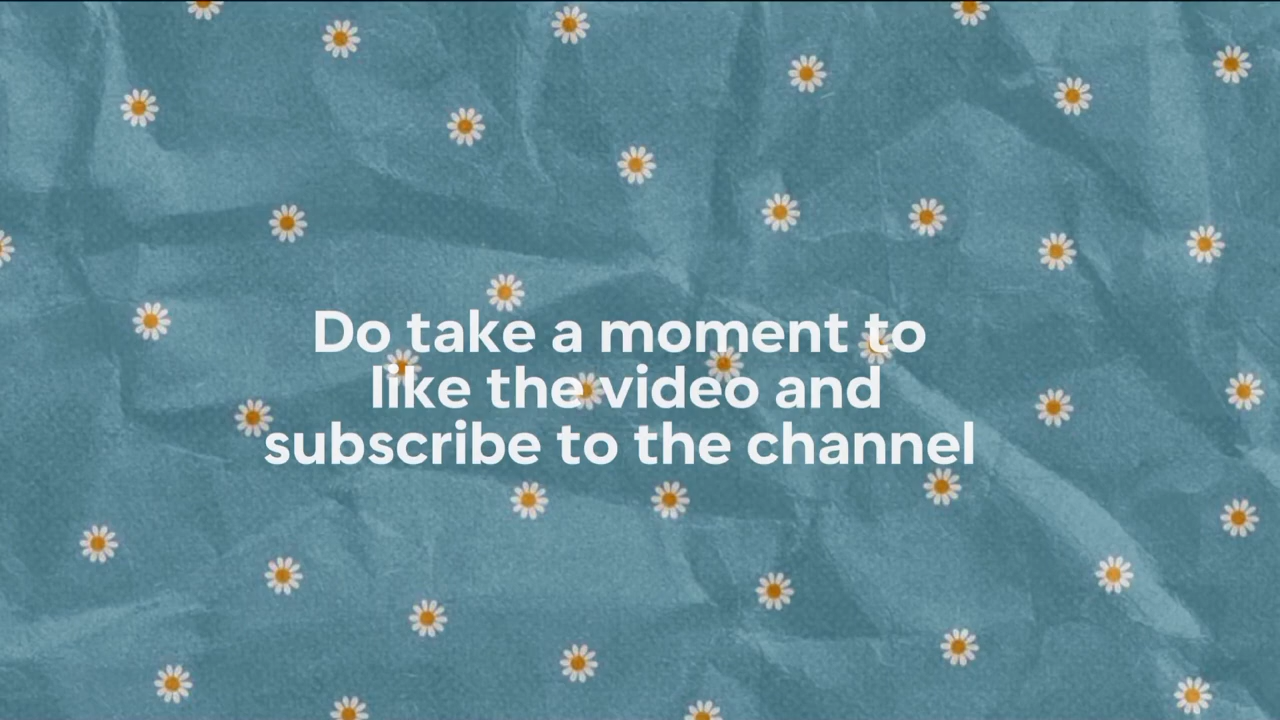 Do take a moment to
like the video and
subscribe to the channel